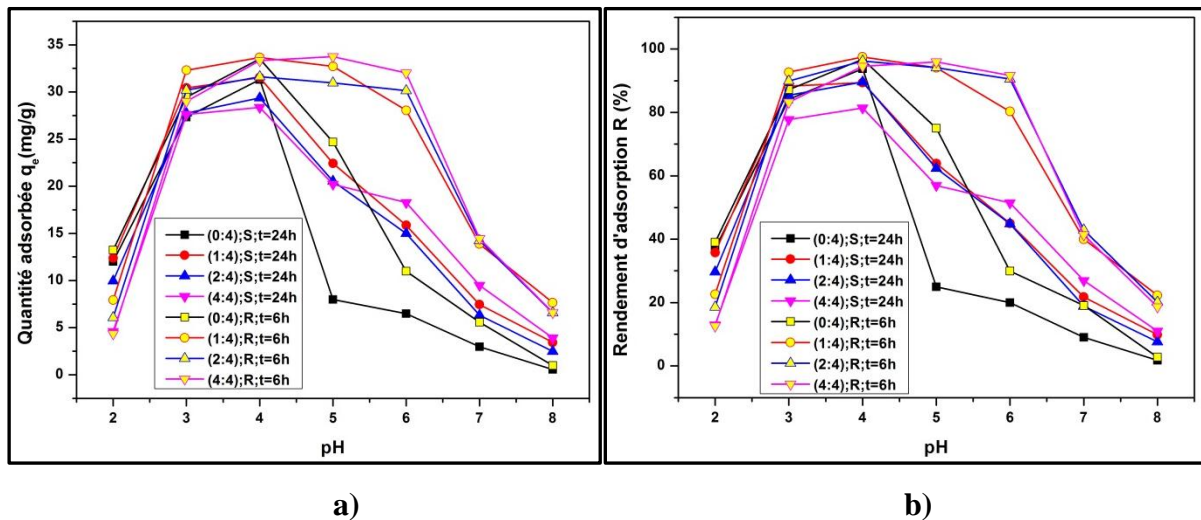 Quantité adsorbée qe(mg/g)
35
30
25
20
15
10
5
0
(0:4);S;t=24h
(1:4);S;t=24h
(2:4);S;t=24h
(4:4);S;t=24h
(0:4);R;t=6h
(1:4);R;t=6h
(2:4);R;t=6h
(4:4);R;t=6h
2 3 4 5 6 7 8
pH
Rendement d'adsorption R (%)
100
80
60
40
20
0
(0:4);S;t=24h
(1:4);S;t=24h
(2:4);S;t=24h
(4:4);S;t=24h
(0:4);R;t=6h
(1:4);R;t=6h
(2:4);R;t=6h
(4:4);R;t=6h
2 3 4 5 6 7 8
pH
a) b)